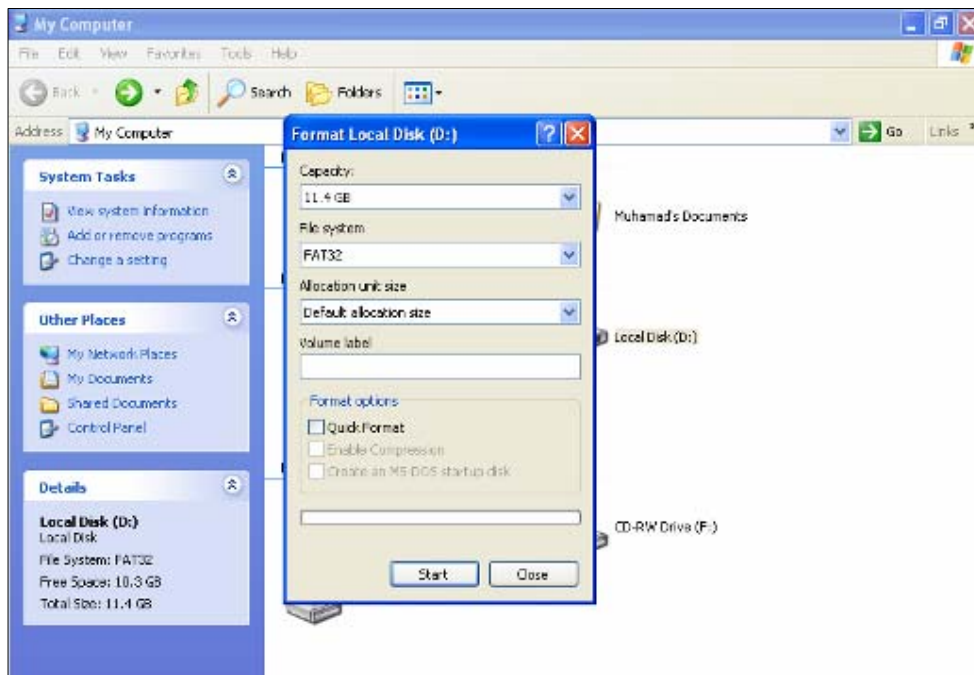 My Computer
File Edit View Favorites Tools Help
Back Search Folders
Address My Computer Go Links
System Tasks
View system information
Add or remove programs
Change a setting
Other Places
My Network Places
My Documents
Shared Documents
Control Panel
Details
Local Disk (D:)
Local Disk
File System: FAT32
Free Space: 10.3 GB
Total Size: 11.4 GB
Format Local Disk (D:)
Capacity:
11.4 GB
File system
FAT32
Allocation unit size
Default allocation size
Volume label
Format options
Quick Format
Enable Compression
Create an MS-DOS startup disk
Start Close
Muhamad's Documents
Local Disk (D:)
CD-RW Drive (F:)